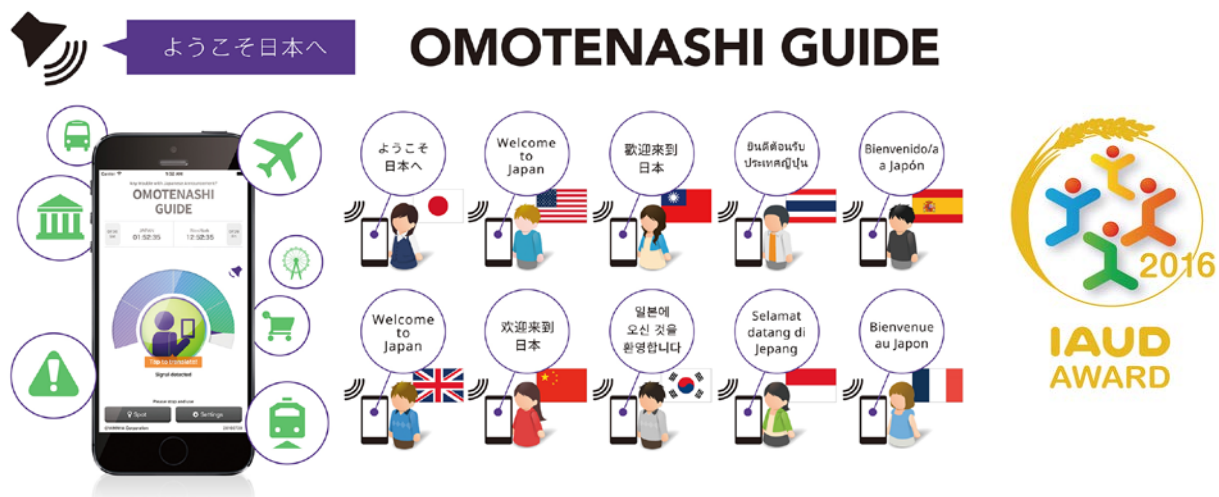 ようこそ日本へ
OMOTENASHI GUIDE
ようこそ
日本へ
Welcome
to
Japan
歡迎來到
日本
ยินดีต้อนรับ
ประเทศญี่ปุ่น
Bienvenido/a
a Japón
Welcome
to
Japan
欢迎来到
日本
일본에
오신 것을
환영합니다
Selamat
datang di
Jepang
Bienvenue
au Japon
OMOTENASHI
GUIDE
01:52:35
12:52:35
Signal detected
Spot
Settings
2016
IAUD
AWARD